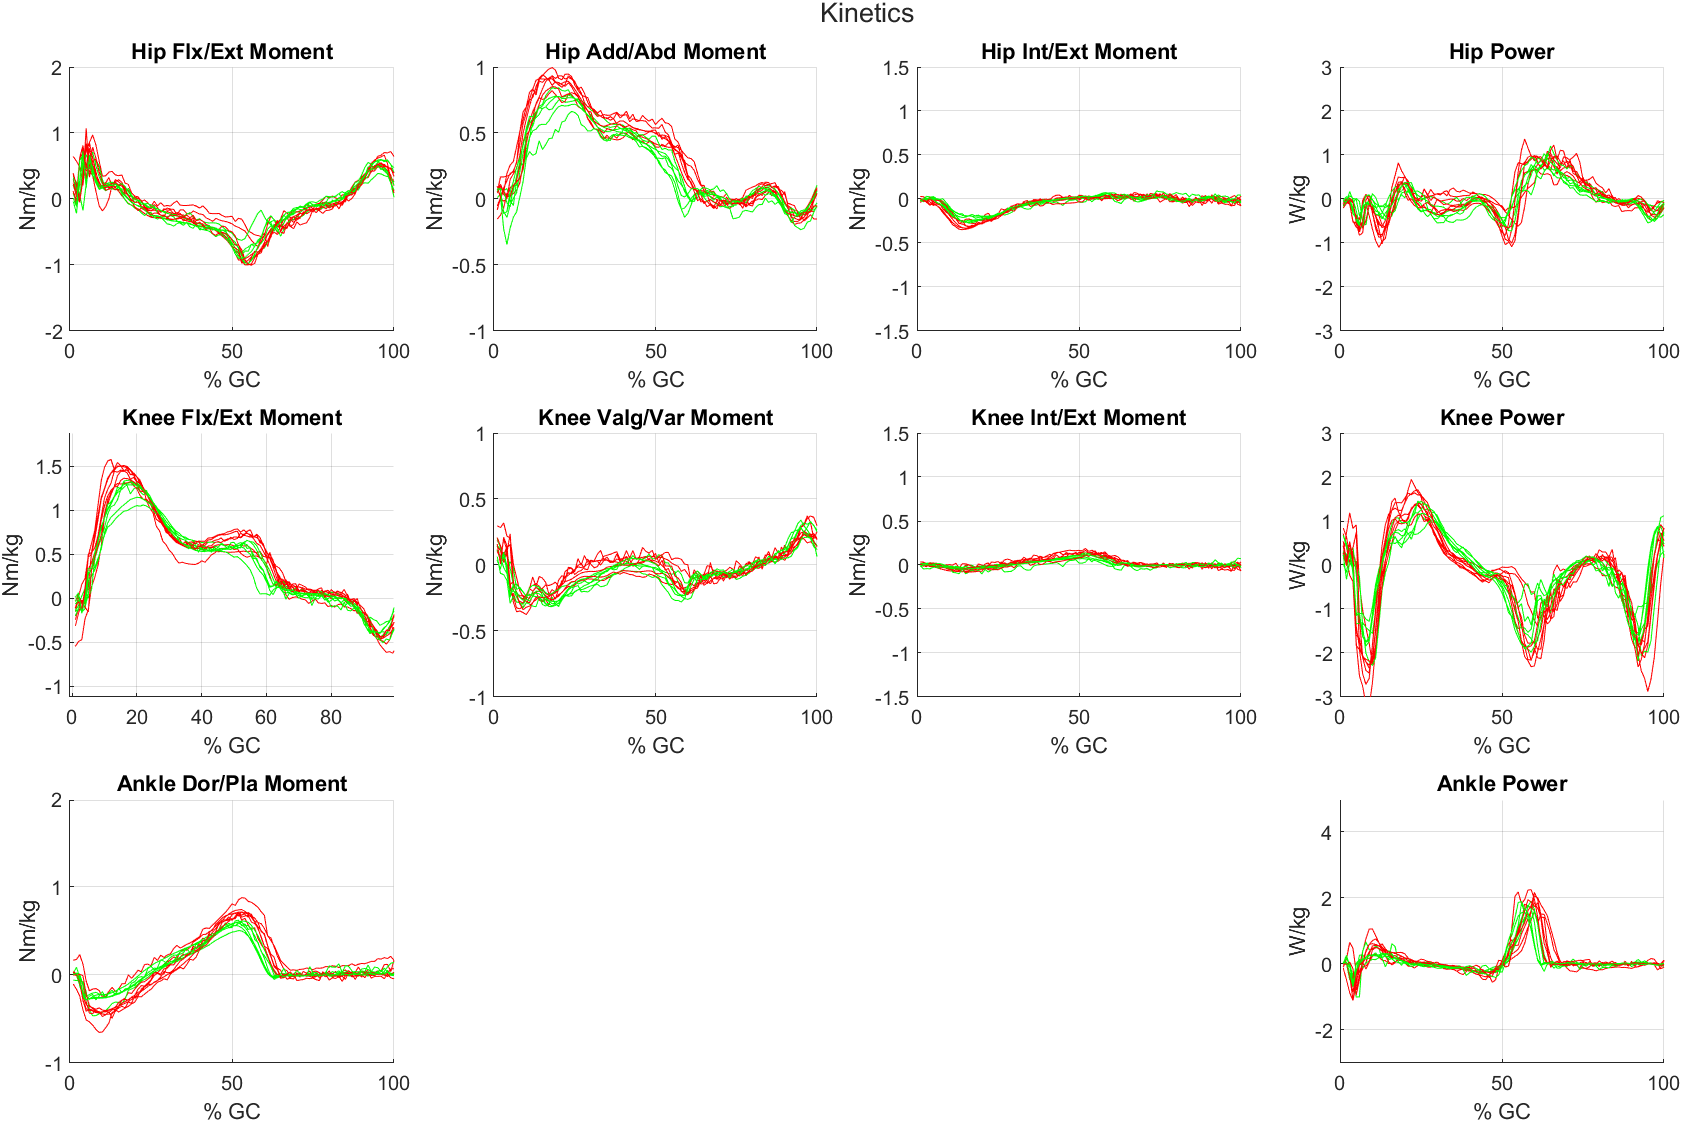 Kinetics
Hip Flx/Ext Moment
Nm/kg
2
1
0
-1
-2
0 50 100
% GC
Hip Add/Abd Moment
Nm/kg
1
0.5
0
-0.5
-1
0 50 100
% GC
Hip Int/Ext Moment
Nm/kg
1.5
1
0.5
0
-0.5
-1
-1.5
0 50 100
% GC
Hip Power
W/kg
3
2
1
0
-1
-2
-3
0 50 100
% GC
Knee Flx/Ext Moment
Nm/kg
1.5
1
0.5
0
-0.5
-1
0 20 40 60 80
% GC
Knee Valg/Var Moment
Nm/kg
1
0.5
0
-0.5
-1
0 50 100
% GC
Knee Int/Ext Moment
Nm/kg
1.5
1
0.5
0
-0.5
-1
-1.5
0 50 100
% GC
Knee Power
W/kg
3
2
1
0
-1
-2
-3
0 50 100
% GC
Ankle Dor/Pla Moment
Nm/kg
2
1
0
-1
0 50 100
% GC
Ankle Power
W/kg
4
2
0
-2
0 50 100
% GC